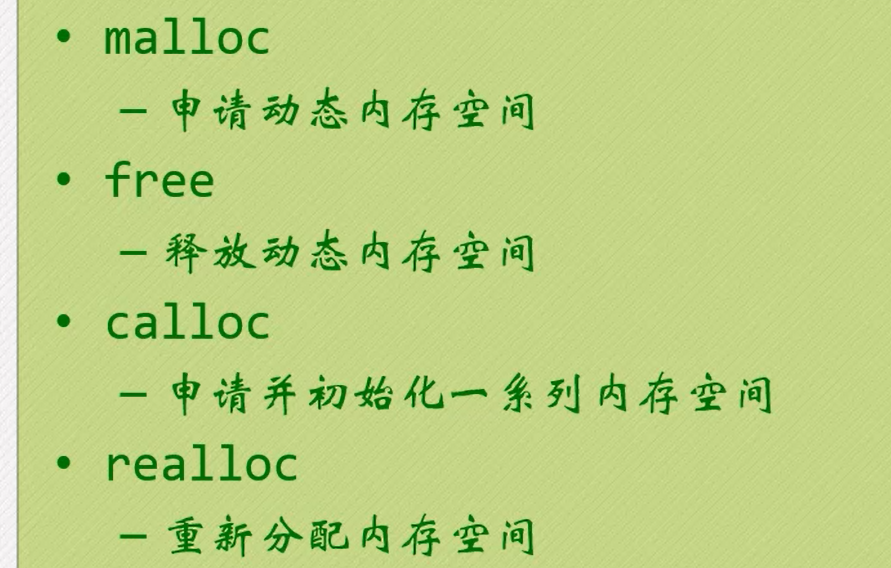 • malloc
– 申请动态内存空间
• free
– 释放动态内存空间
• calloc
– 申请并初始化一系列内存空间
• realloc
– 重新分配内存空间